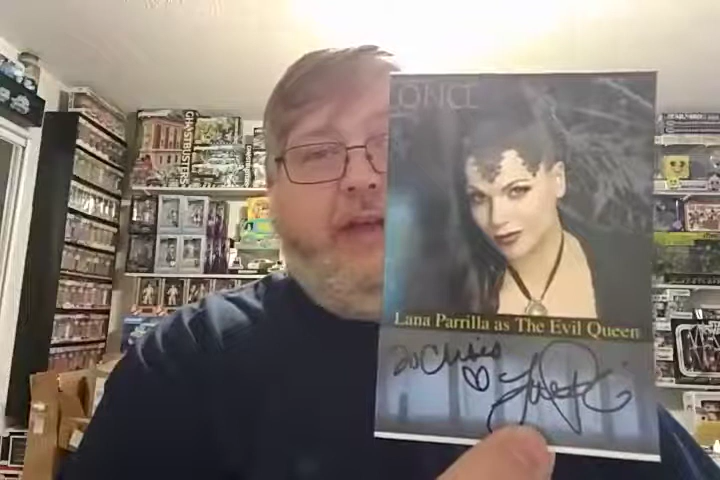 GHOSTBUSTERS
ONCE
Lana Parrilla as The Evil Queen
To Chris